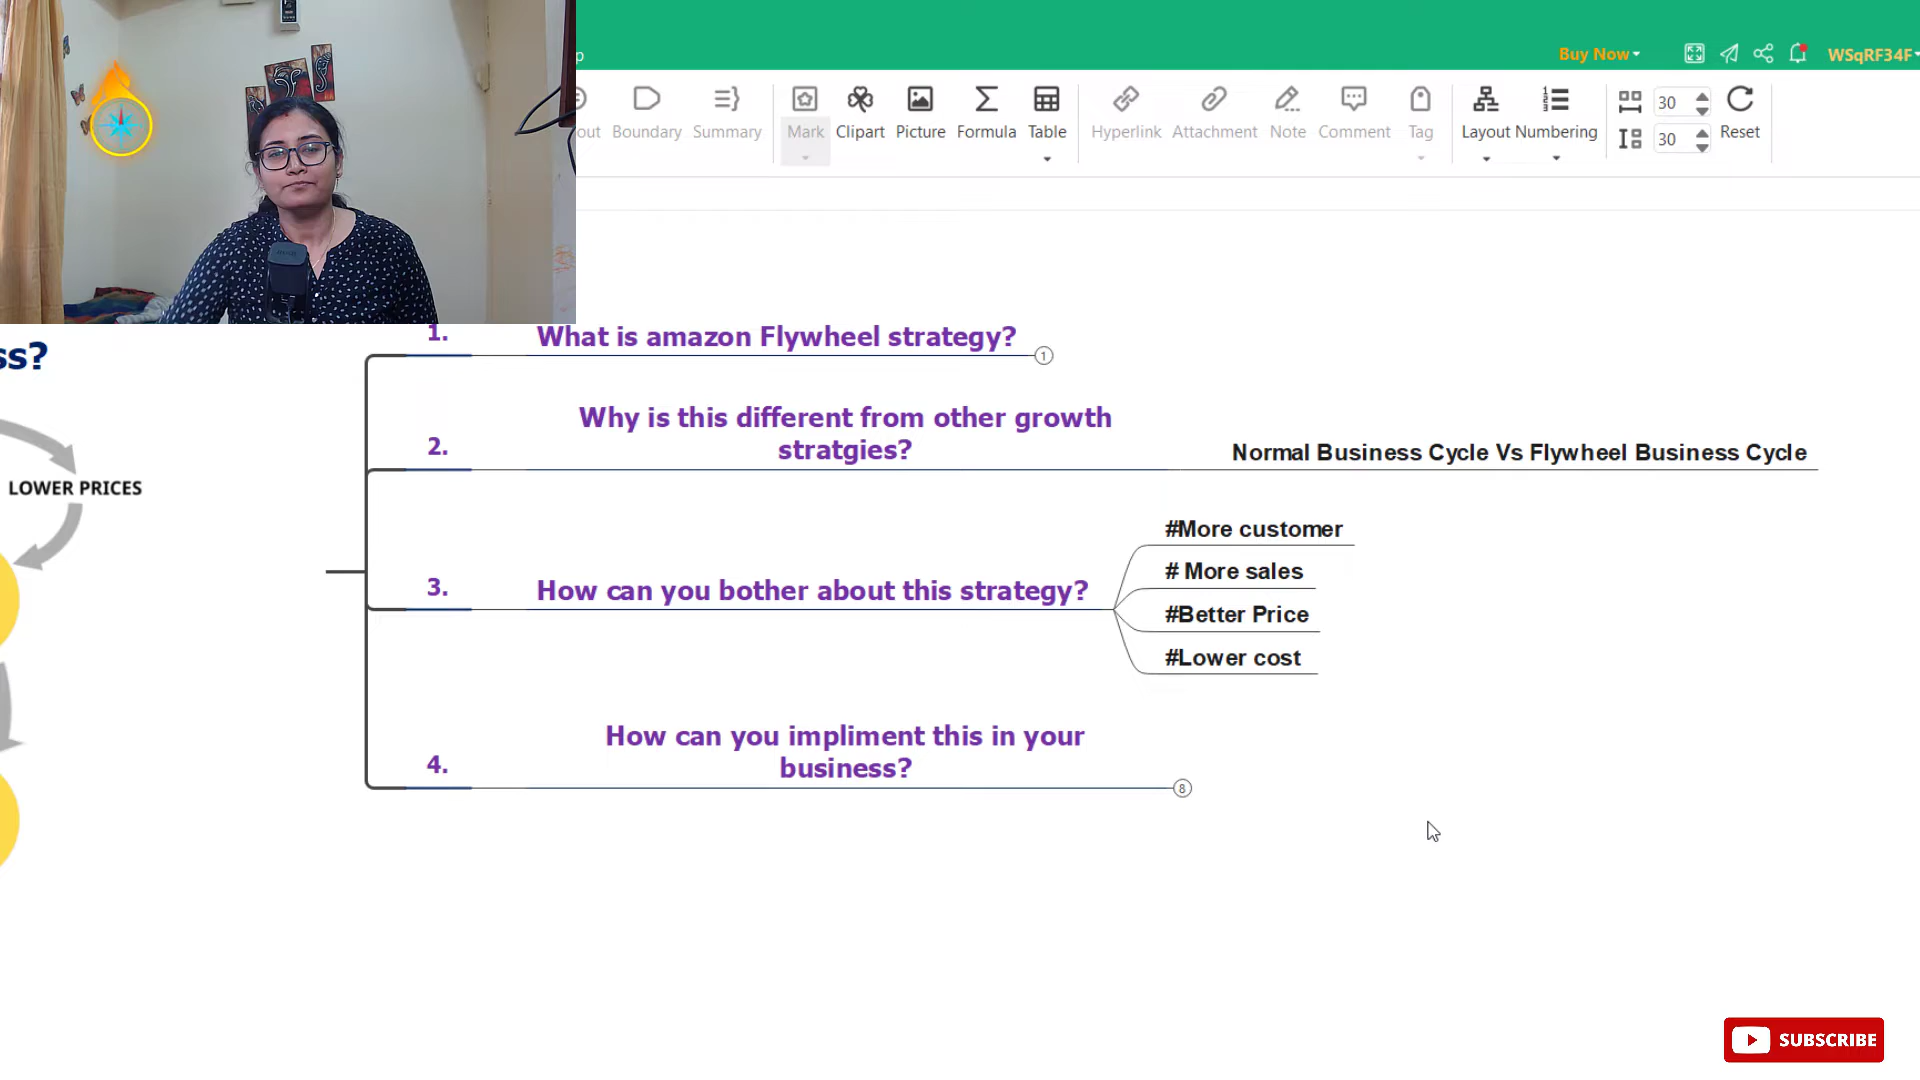 p
Buy Now
WSqRF34F
out
Boundary
Summary
Mark
Clipart
Picture
Formula
Table
Hyperlink
Attachment
Note
Comment
Tag
Layout
Numbering
30
30
Reset
ss?
LOWER PRICES
1.
What is amazon Flywheel strategy?
1
2.
Why is this different from other growth
stratgies?
Normal Business Cycle Vs Flywheel Business Cycle
3.
How can you bother about this strategy?
#More customer
# More sales
#Better Price
#Lower cost
4.
How can you impliment this in your
business?
8
SUBSCRIBE